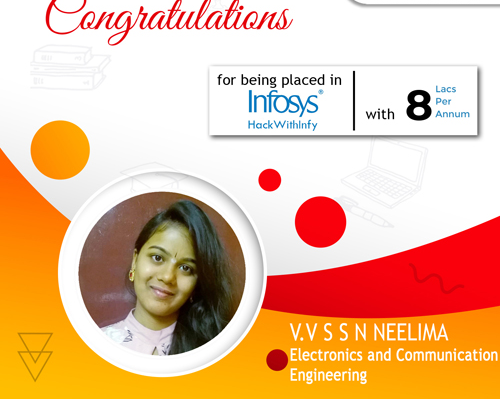 Congratulations
for being placed in
Infosys®
HackWithInfy
with 8 Lacs
Per
Annum
V.V S S N NEELIMA
Electronics and Communication
Engineering